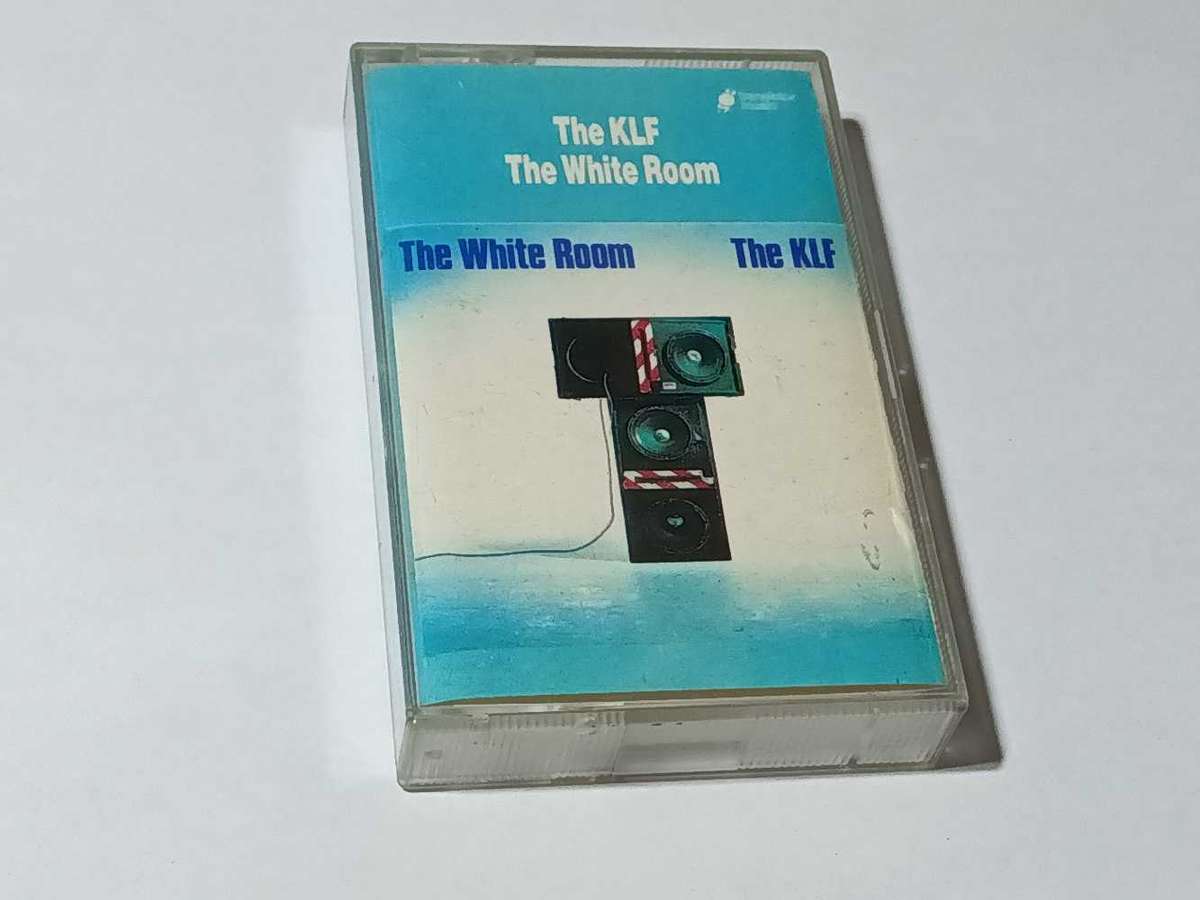 The KLF
The White Room
The White Room The KLF